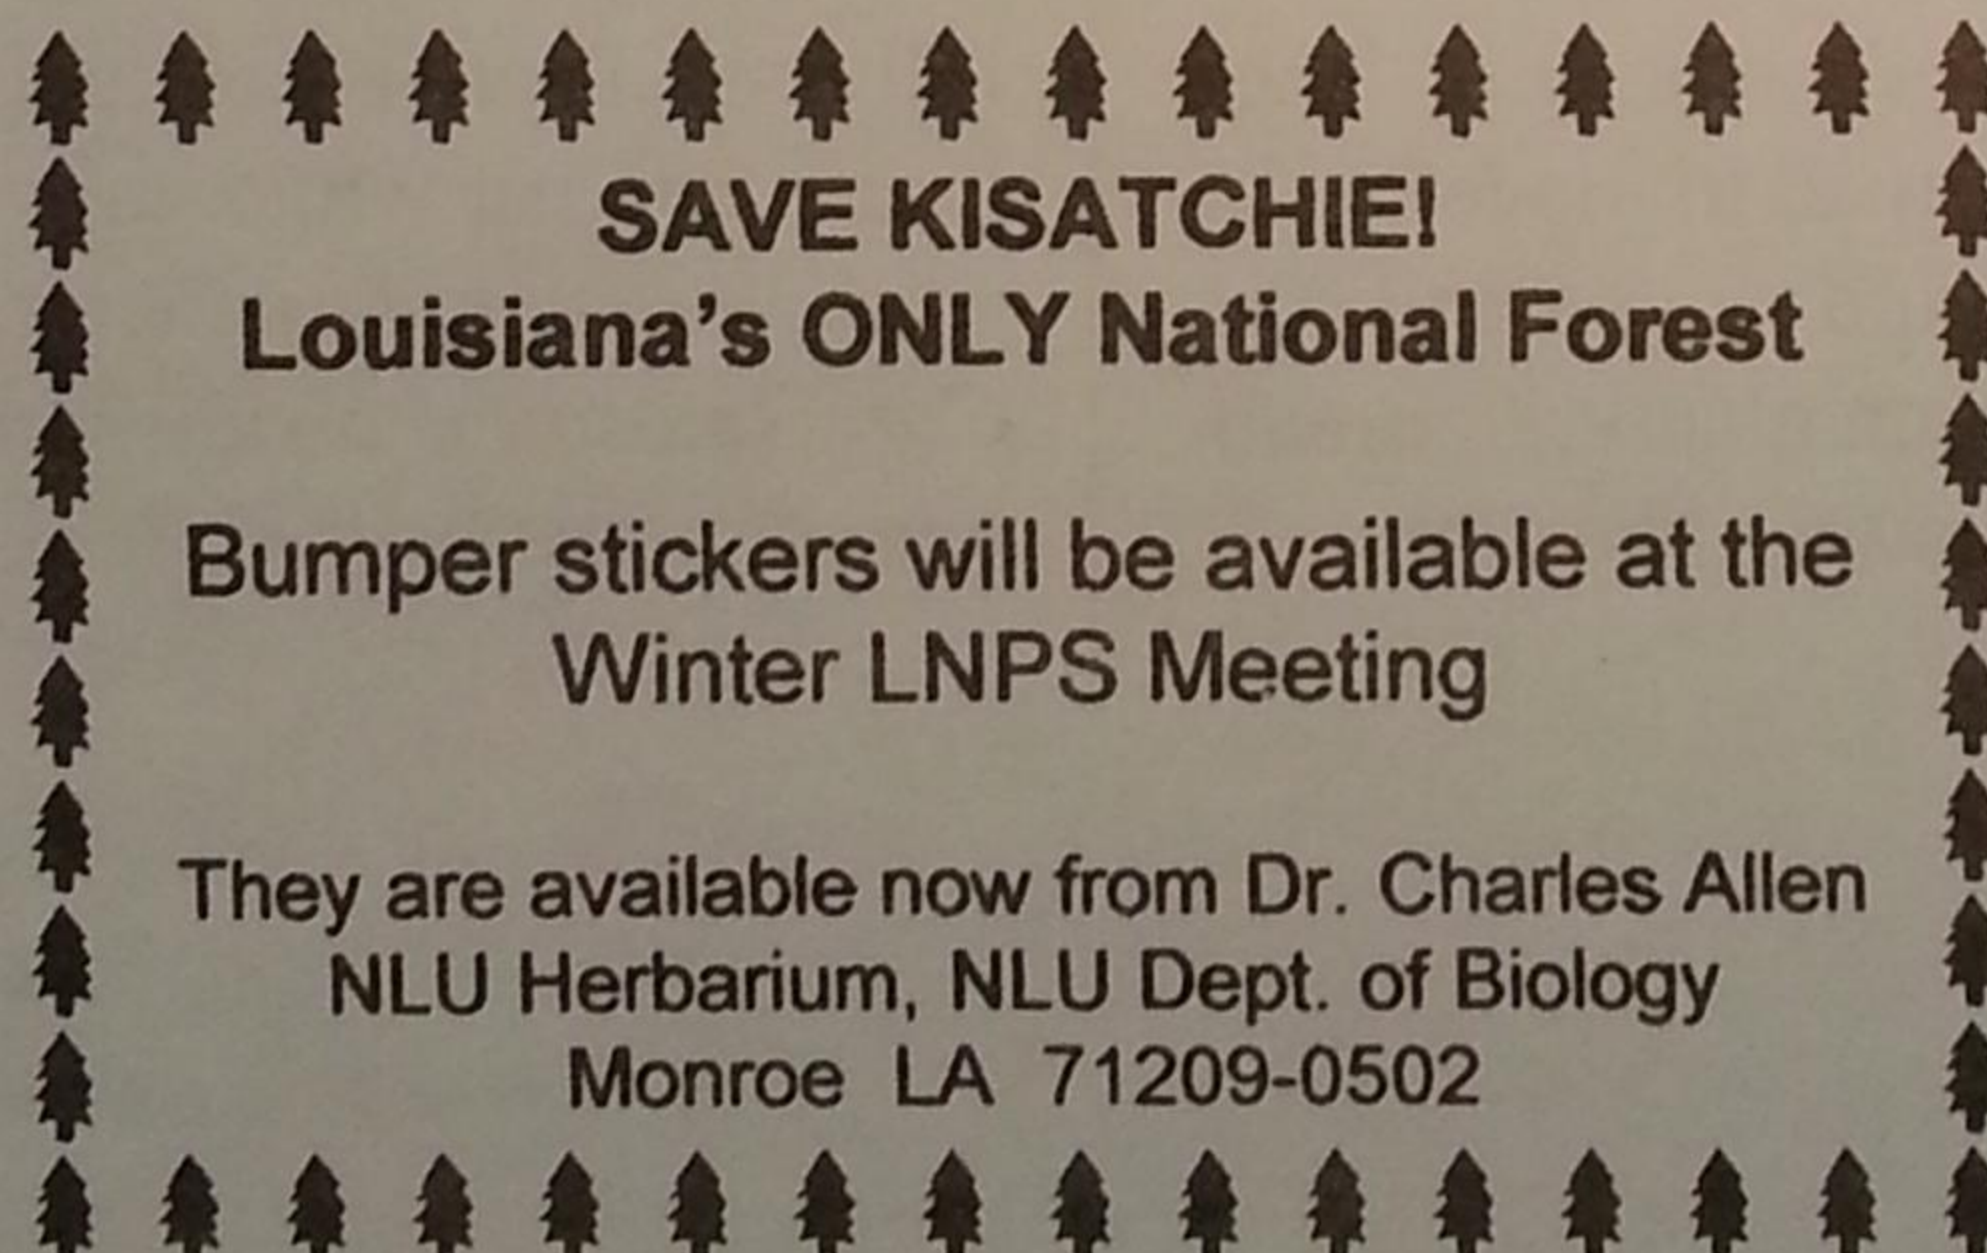 SAVE KISATCHIE!
Louisiana's ONLY National Forest
Bumper stickers will be available at the
Winter LNPS Meeting
They are available now from Dr. Charles Allen
NLU Herbarium, NLU Dept. of Biology
Monroe LA 71209-0502